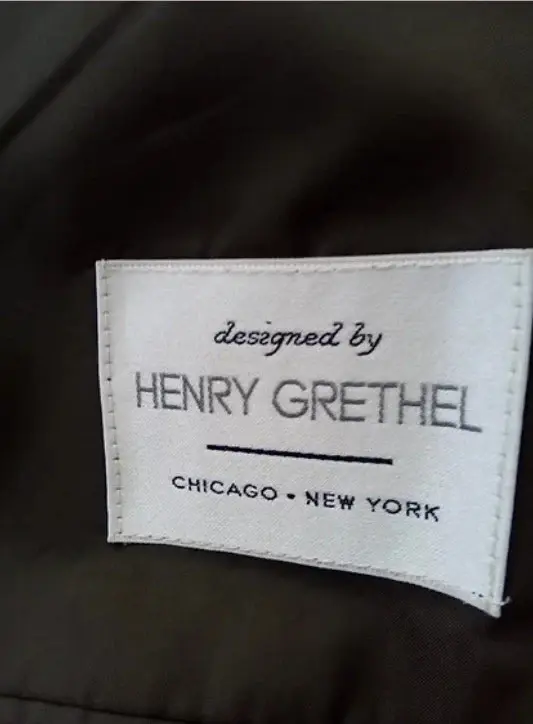 designed by
HENRY GRETHEL
CHICAGO • NEW YORK